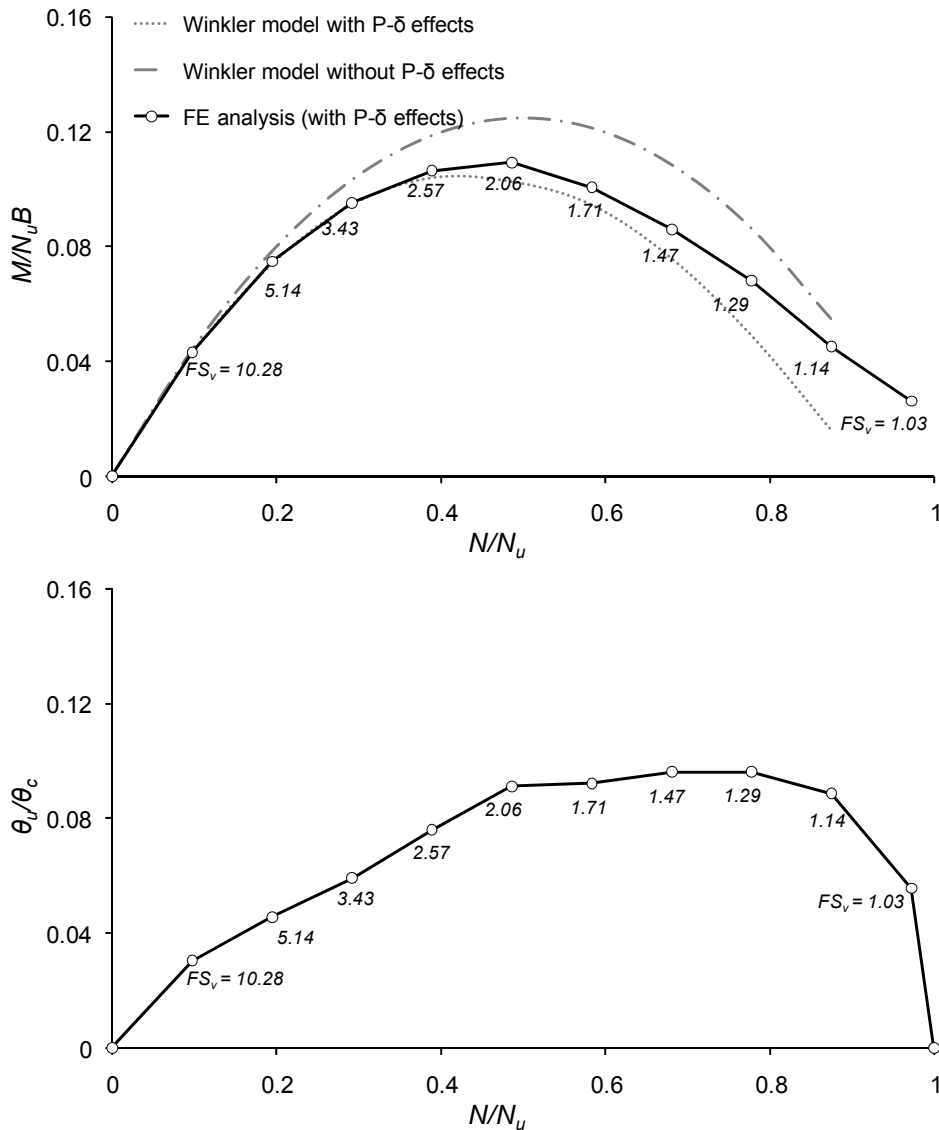 0.16
Winkler model with P-δ effects
Winkler model without P-δ effects
FE analysis (with P-δ effects)
0.12
0.08
0.04
0
M/NuB
2.57
2.06
3.43
1.71
5.14
1.47
1.29
FSv = 10.28
1.14
FSv = 1.03
0 0.2 0.4 0.6 0.8 1
N/Nu
0.16
0.12
0.08
0.04
0
θu/θc
2.06
1.71
1.47
1.29
1.14
2.57
3.43
FSv = 1.03
5.14
FSv = 10.28
0 0.2 0.4 0.6 0.8 1
N/Nu